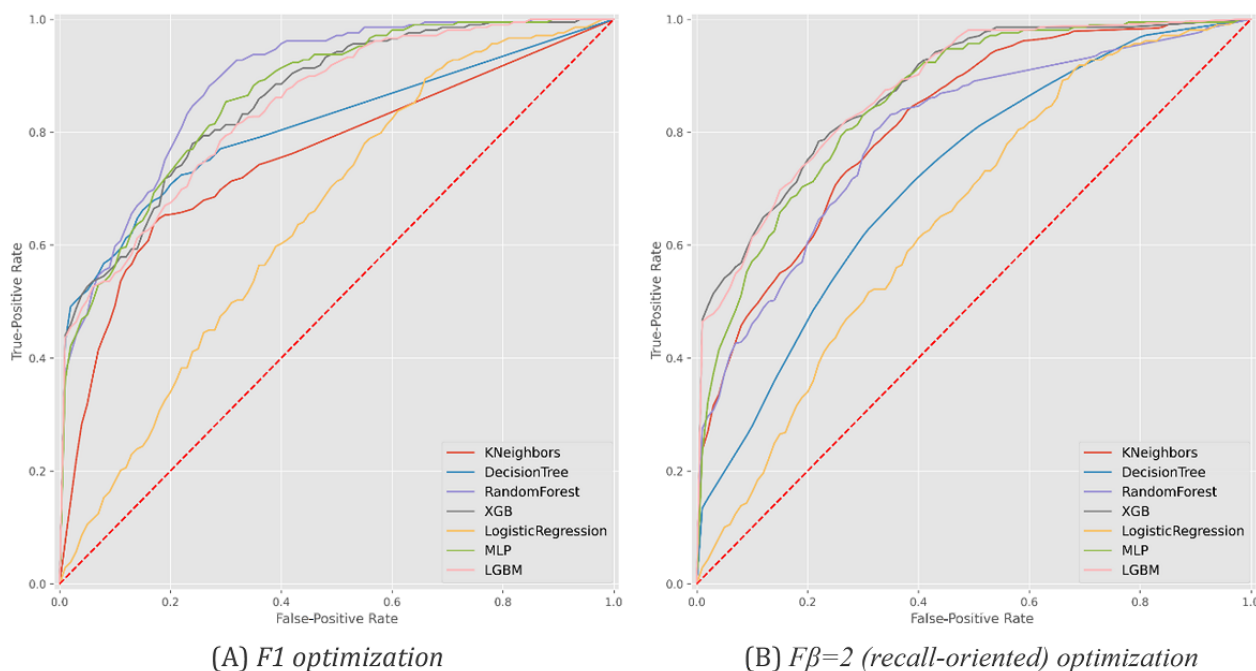 1.0
0.8
0.6
0.4
0.2
0.0
True-Positive Rate
0.0 0.2 0.4 0.6 0.8 1.0
False-Positive Rate
KNeighbors
DecisionTree
RandomForest
XGB
LogisticRegression
MLP
LGBM
(A) F1 optimization
1.0
0.8
0.6
0.4
0.2
0.0
True-Positive Rate
0.0 0.2 0.4 0.6 0.8 1.0
False-Positive Rate
KNeighbors
DecisionTree
RandomForest
XGB
LogisticRegression
MLP
LGBM
(B) Fβ=2 (recall-oriented) optimization